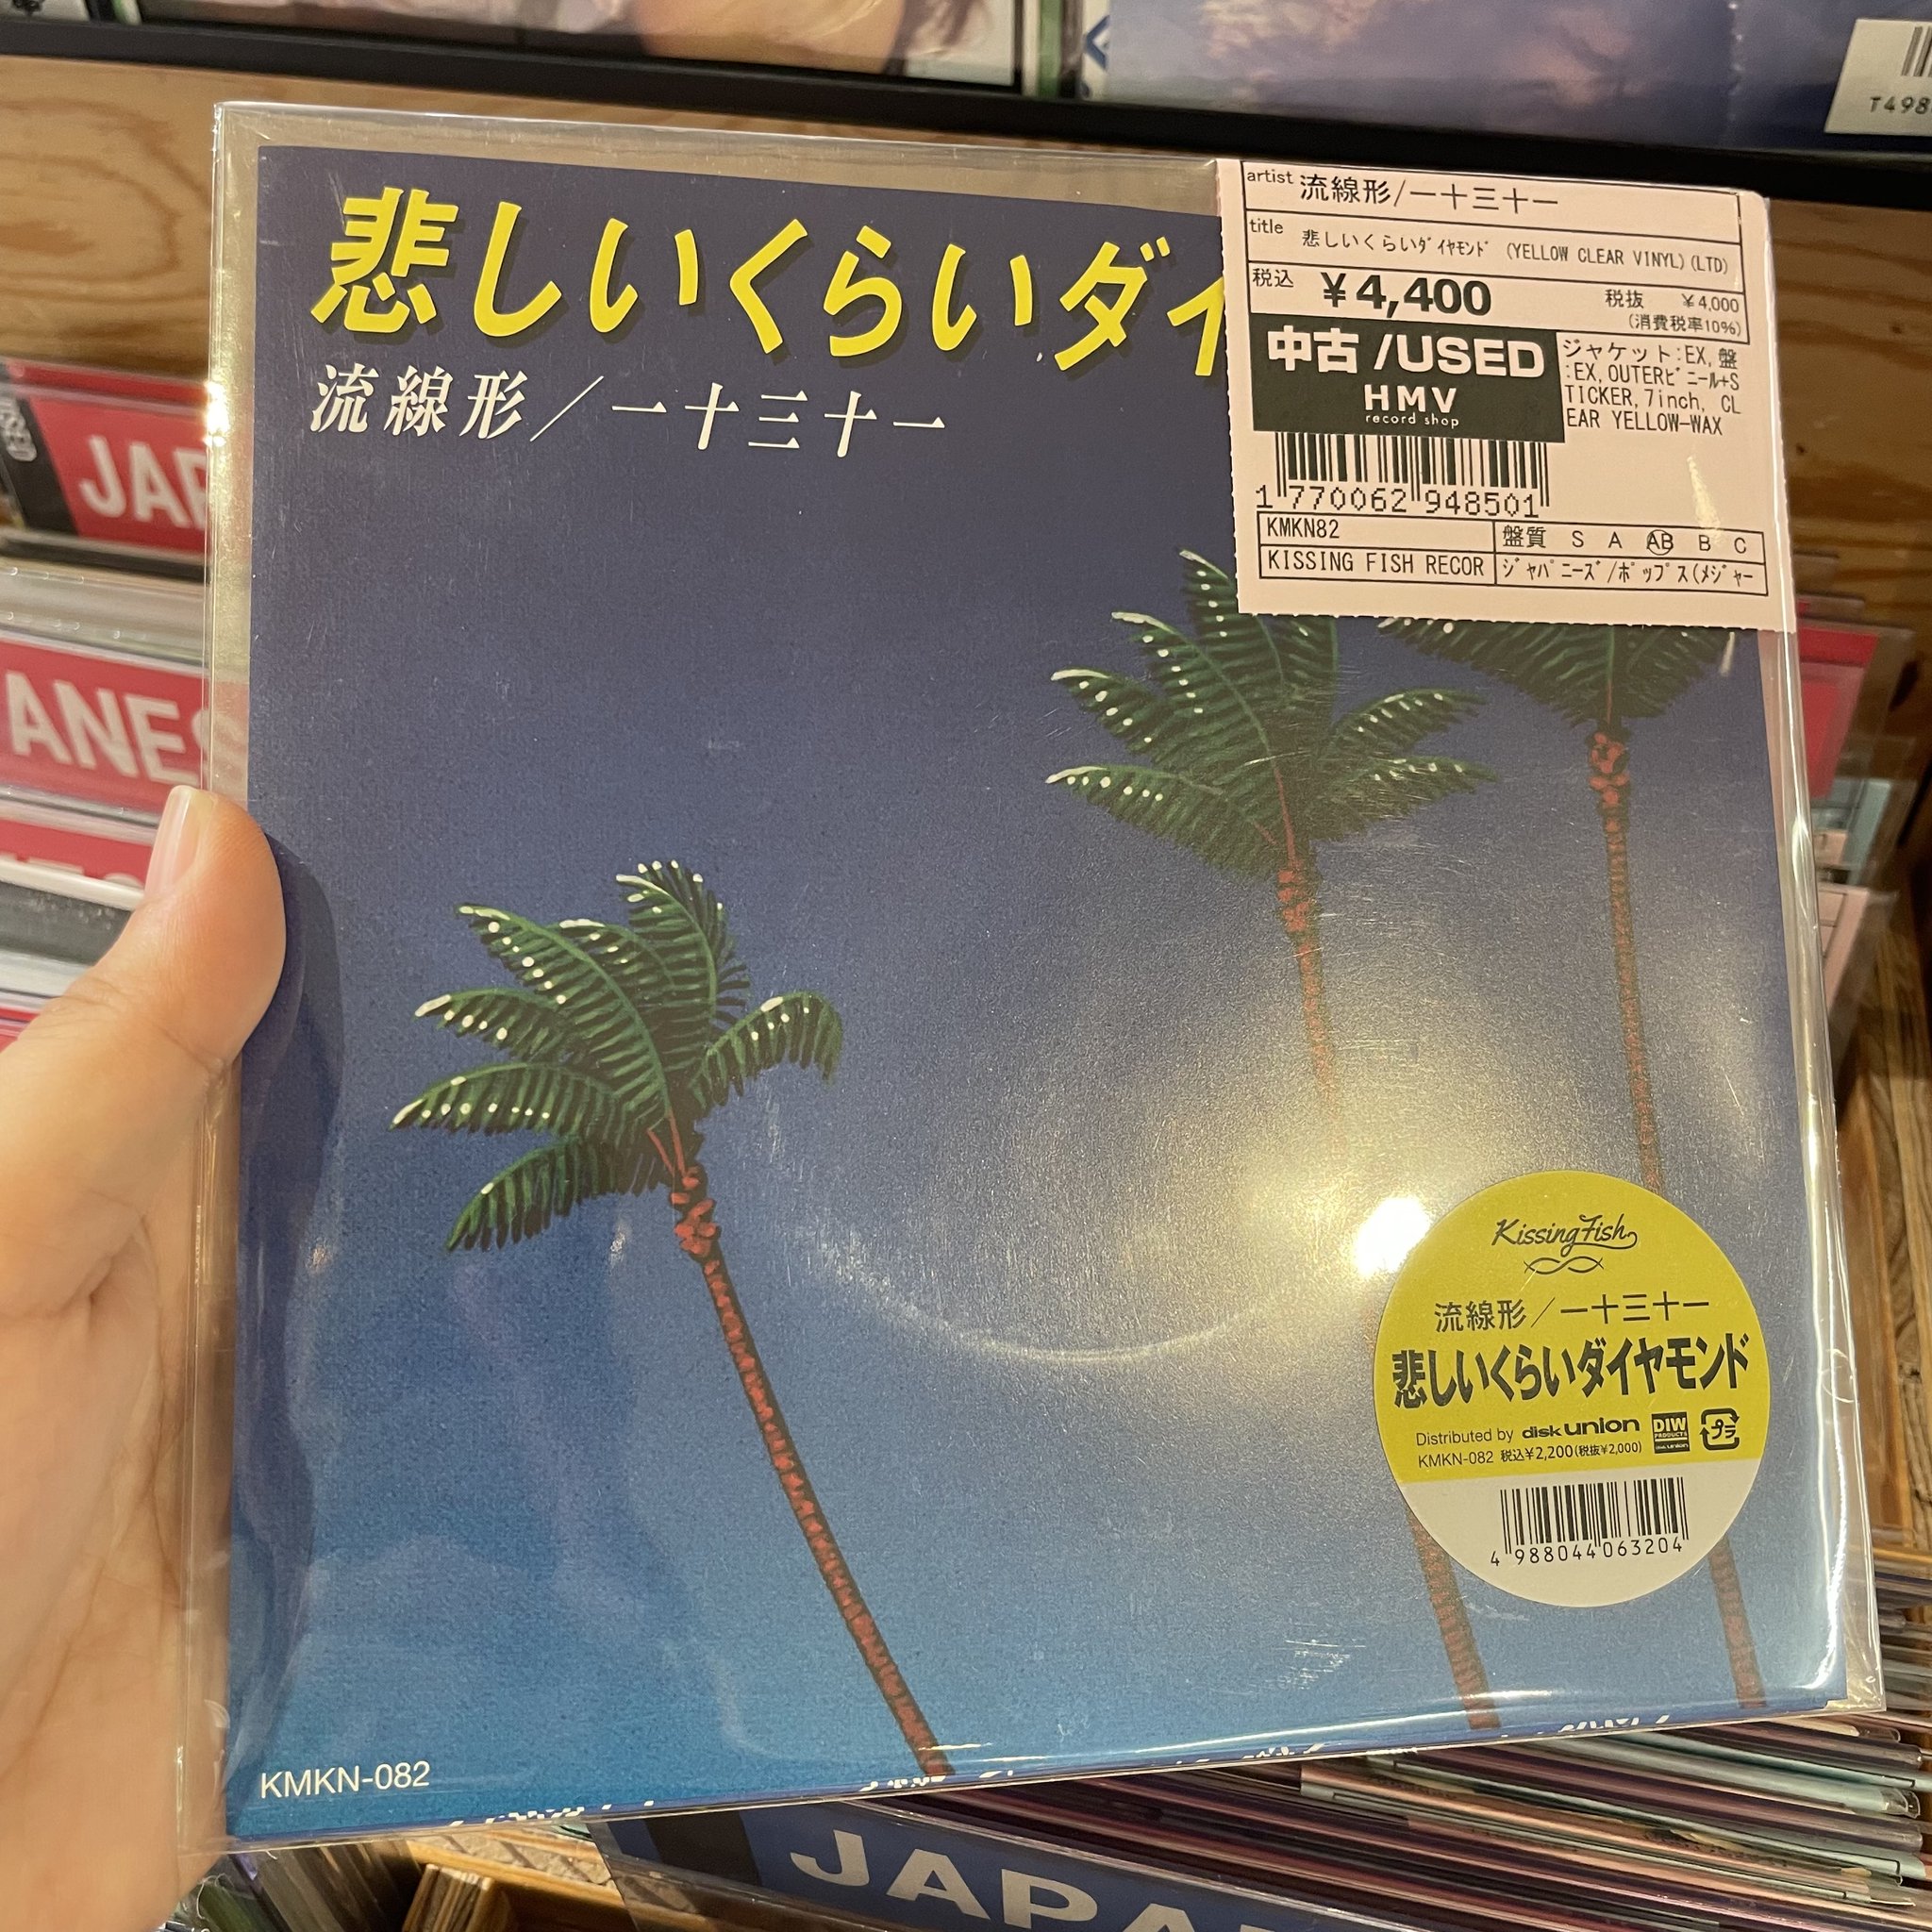 悲しいくらいダイ
流線形／一十三十一
artist 流線形/一十三十一
title 悲しいくらいﾀﾞｲﾔﾓﾝﾄﾞ (YELLOW CLEAR VINYL)(LTD)
税込 ￥4,400 税抜 ￥4,000
(消費税率10%)
中古/USED
HMV
record shop
ジャケット:EX,盤
:EX,OUTERﾋﾞﾆｰﾙ+S
TICKER,7inch, CL
EAR YELLOW-WAX
1 770062 948501
KMKN82
盤質 S A AB B C
KISSING FISH RECOR
ｼﾞｬﾊﾟﾆｰｽﾞ/ﾎﾟｯﾌﾟｽ(ﾒｼﾞｬｰ
KissingFish
流線形／一十三十一
悲しいくらいダイヤモンド
Distributed by diskunion DIW PRODUCTS プラ
KMKN-082 税込¥2,200(税抜¥2,000)
4 988044 063204
KMKN-082
T498
JAP
ANES
JAPA